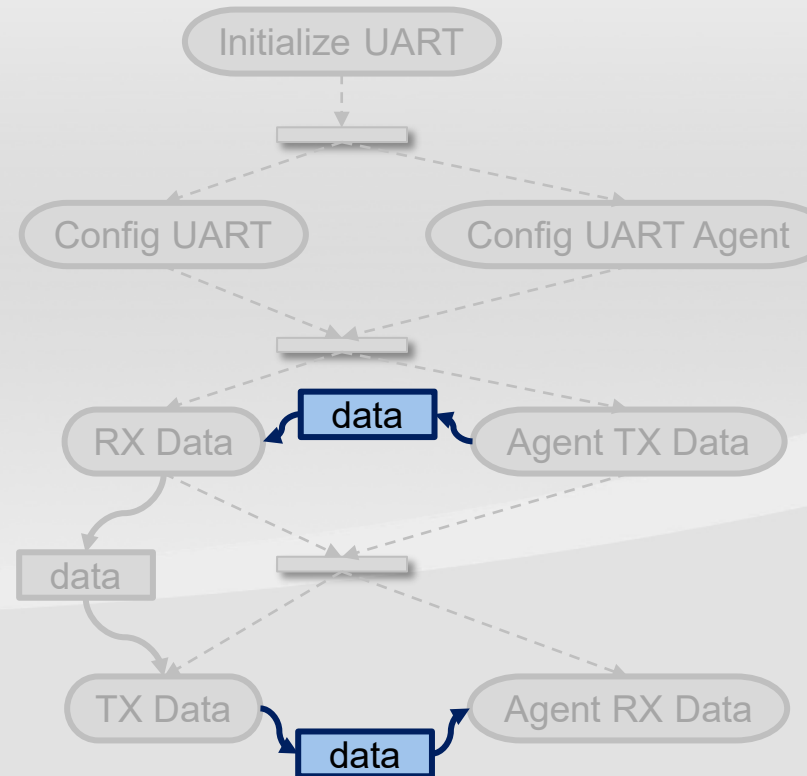 Initialize UART
Config UART
Config UART Agent
data
RX Data
Agent TX Data
data
TX Data
Agent RX Data
data